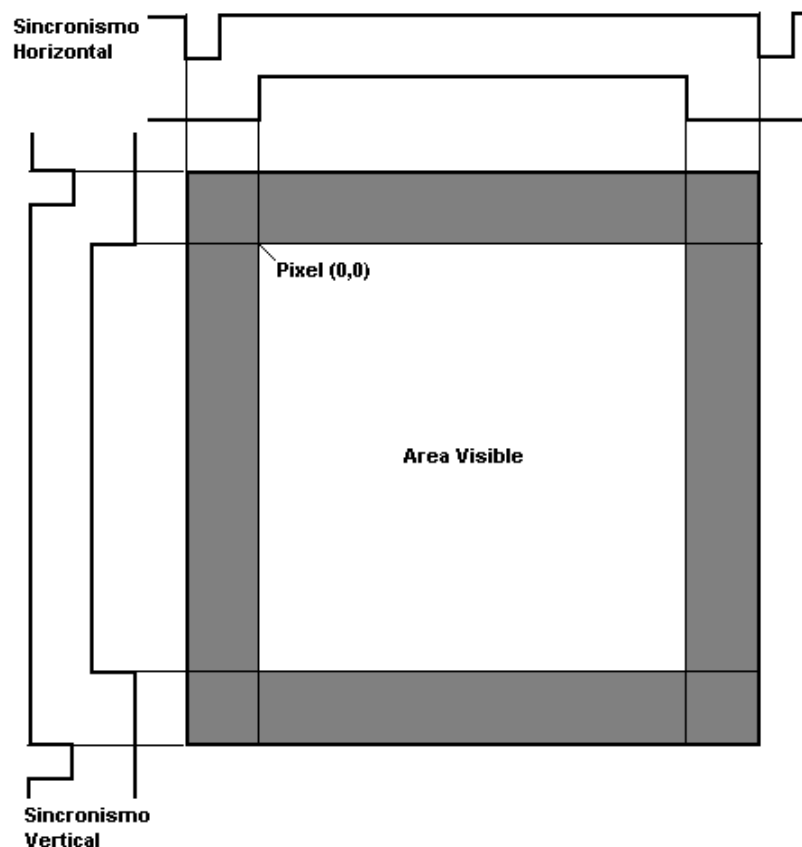 Sincronismo
Horizontal
Pixel (0,0)
Area Visible
Sincronismo
Vertical